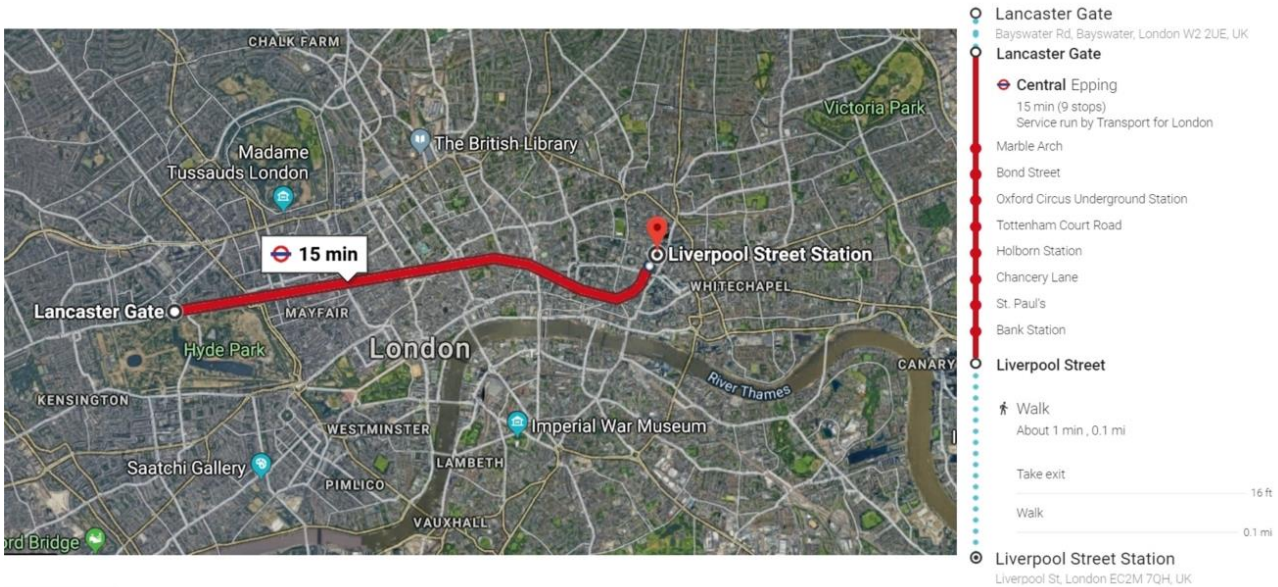 CHALK FARM
Victoria Park
The British Library
Madame
Tussauds London
15 min
Liverpool Street Station
WHITECHAPEL
Lancaster Gate
MAYFAIR
London
Hyde Park
CANARY
River Thames
KENSINGTON
WESTMINSTER
Imperial War Museum
Saatchi Gallery
LAMBETH
PIMLICO
VAUXHALL
ord Bridge
Lancaster Gate
Bayswater Rd, Bayswater, London W2 2UE, UK
Lancaster Gate
Central Epping
15 min (9 stops)
Service run by Transport for London
Marble Arch
Bond Street
Oxford Circus Underground Station
Tottenham Court Road
Holborn Station
Chancery Lane
St. Paul's
Bank Station
Liverpool Street
Walk
About 1 min , 0.1 mi
Take exit
16 ft
Walk
0.1 mi
Liverpool Street Station
Liverpool St, London EC2M 7QH, UK